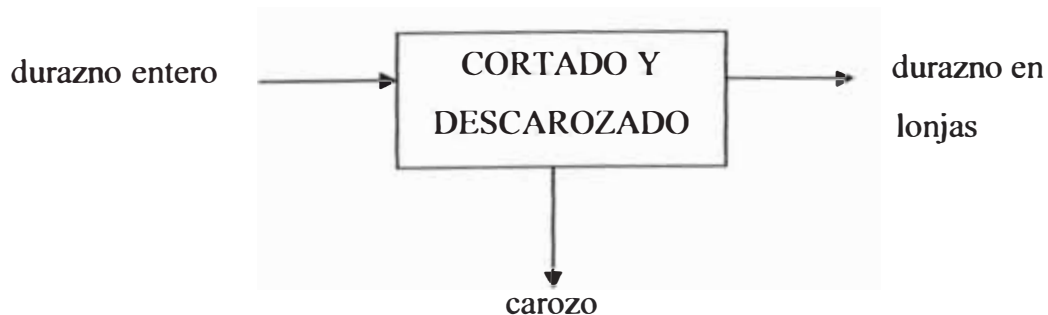 durazno entero
CORTADO Y
DESCAROZADO
durazno en
lonjas
carozo